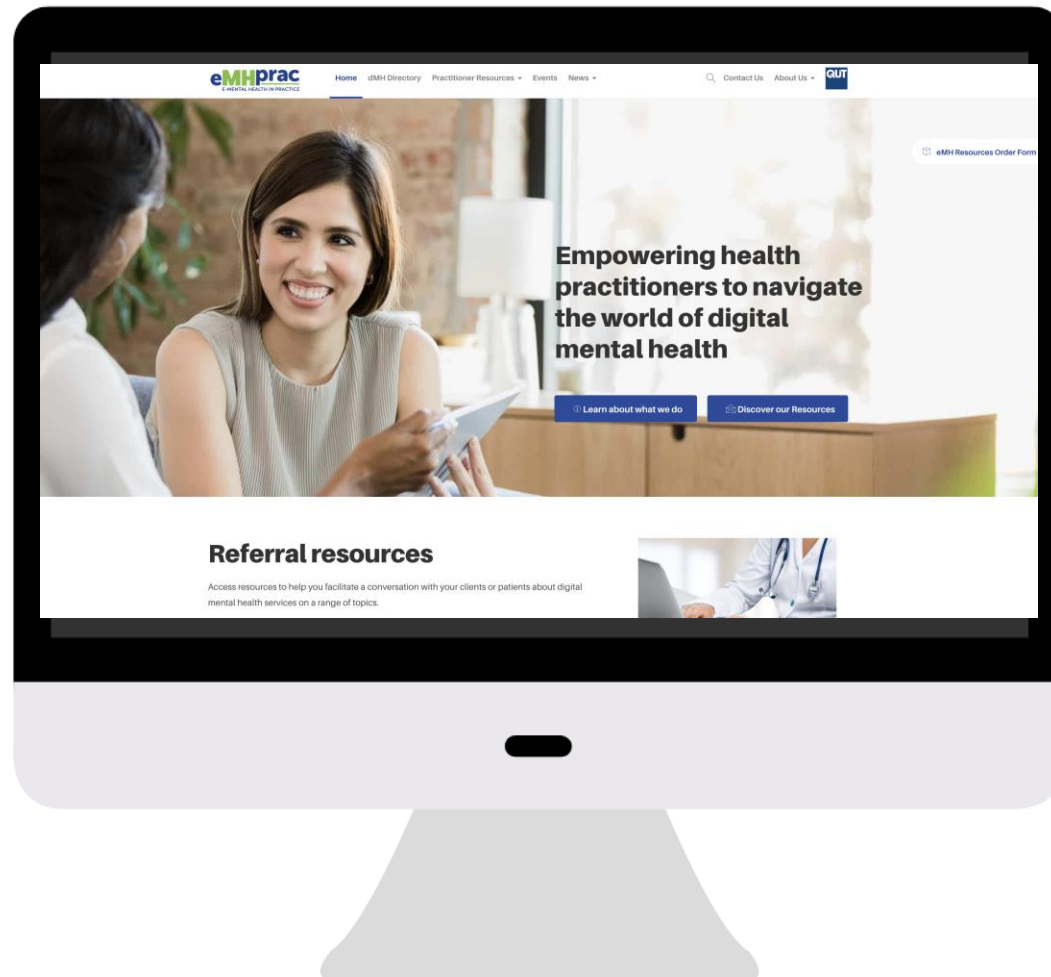 eMHprac
E-MENTAL HEALTH IN PRACTICE
Home dMH Directory Practitioner Resources Events News Contact Us About Us QUT
eMH Resources Order Form
Empowering health
practitioners to navigate
the world of digital
mental health
Learn about what we do Discover our Resources
Referral resources
Access resources to help you facilitate a conversation with your clients or patients about digital
mental health services on a range of topics.